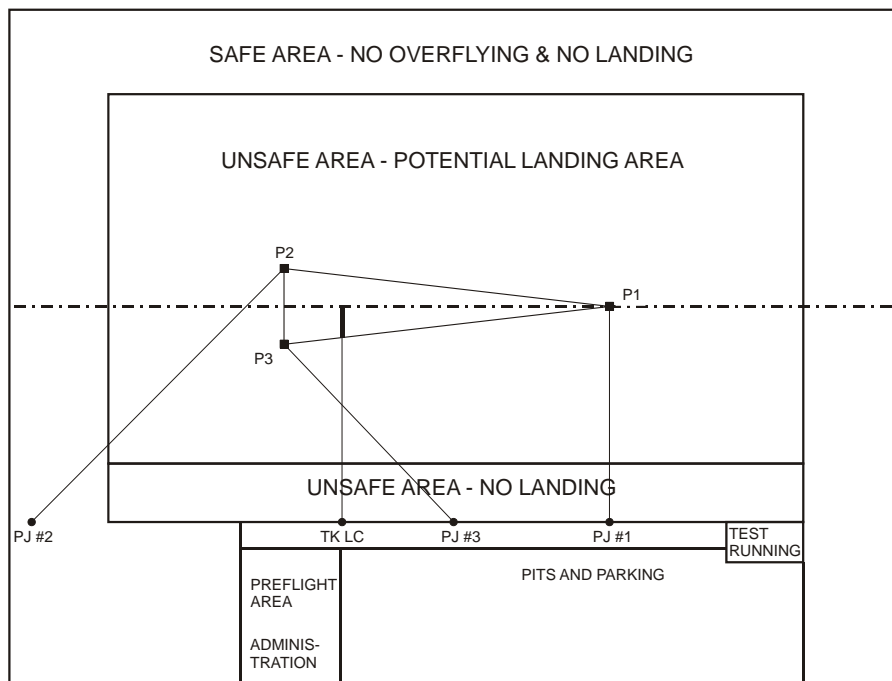 SAFE AREA - NO OVERFLYING & NO LANDING
UNSAFE AREA - POTENTIAL LANDING AREA
P2
P1
P3
UNSAFE AREA - NO LANDING
PJ #2
TK LC
PJ #3
PJ #1
TEST
RUNNING
PREFLIGHT
AREA
PITS AND PARKING
ADMINIS-
TRATION